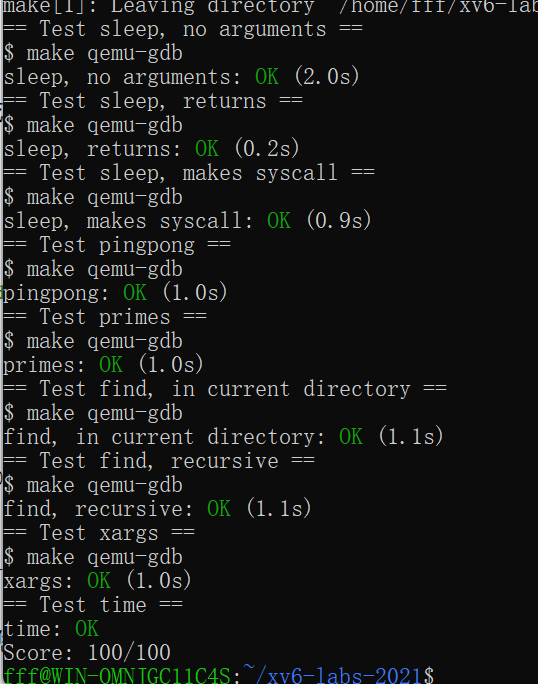 make[1]: Leaving directory '/home/fff/xv6-lab
== Test sleep, no arguments ==
$ make qemu-gdb
sleep, no arguments: OK (2.0s)
== Test sleep, returns ==
$ make qemu-gdb
sleep, returns: OK (0.2s)
== Test sleep, makes syscall ==
$ make qemu-gdb
sleep, makes syscall: OK (0.9s)
== Test pingpong ==
$ make qemu-gdb
pingpong: OK (1.0s)
== Test primes ==
$ make qemu-gdb
primes: OK (1.0s)
== Test find, in current directory ==
$ make qemu-gdb
find, in current directory: OK (1.1s)
== Test find, recursive ==
$ make qemu-gdb
find, recursive: OK (1.1s)
== Test xargs ==
$ make qemu-gdb
xargs: OK (1.0s)
== Test time ==
time: OK
Score: 100/100
fff@WIN-OMNJGC11C4S:~/xv6-labs-2021$